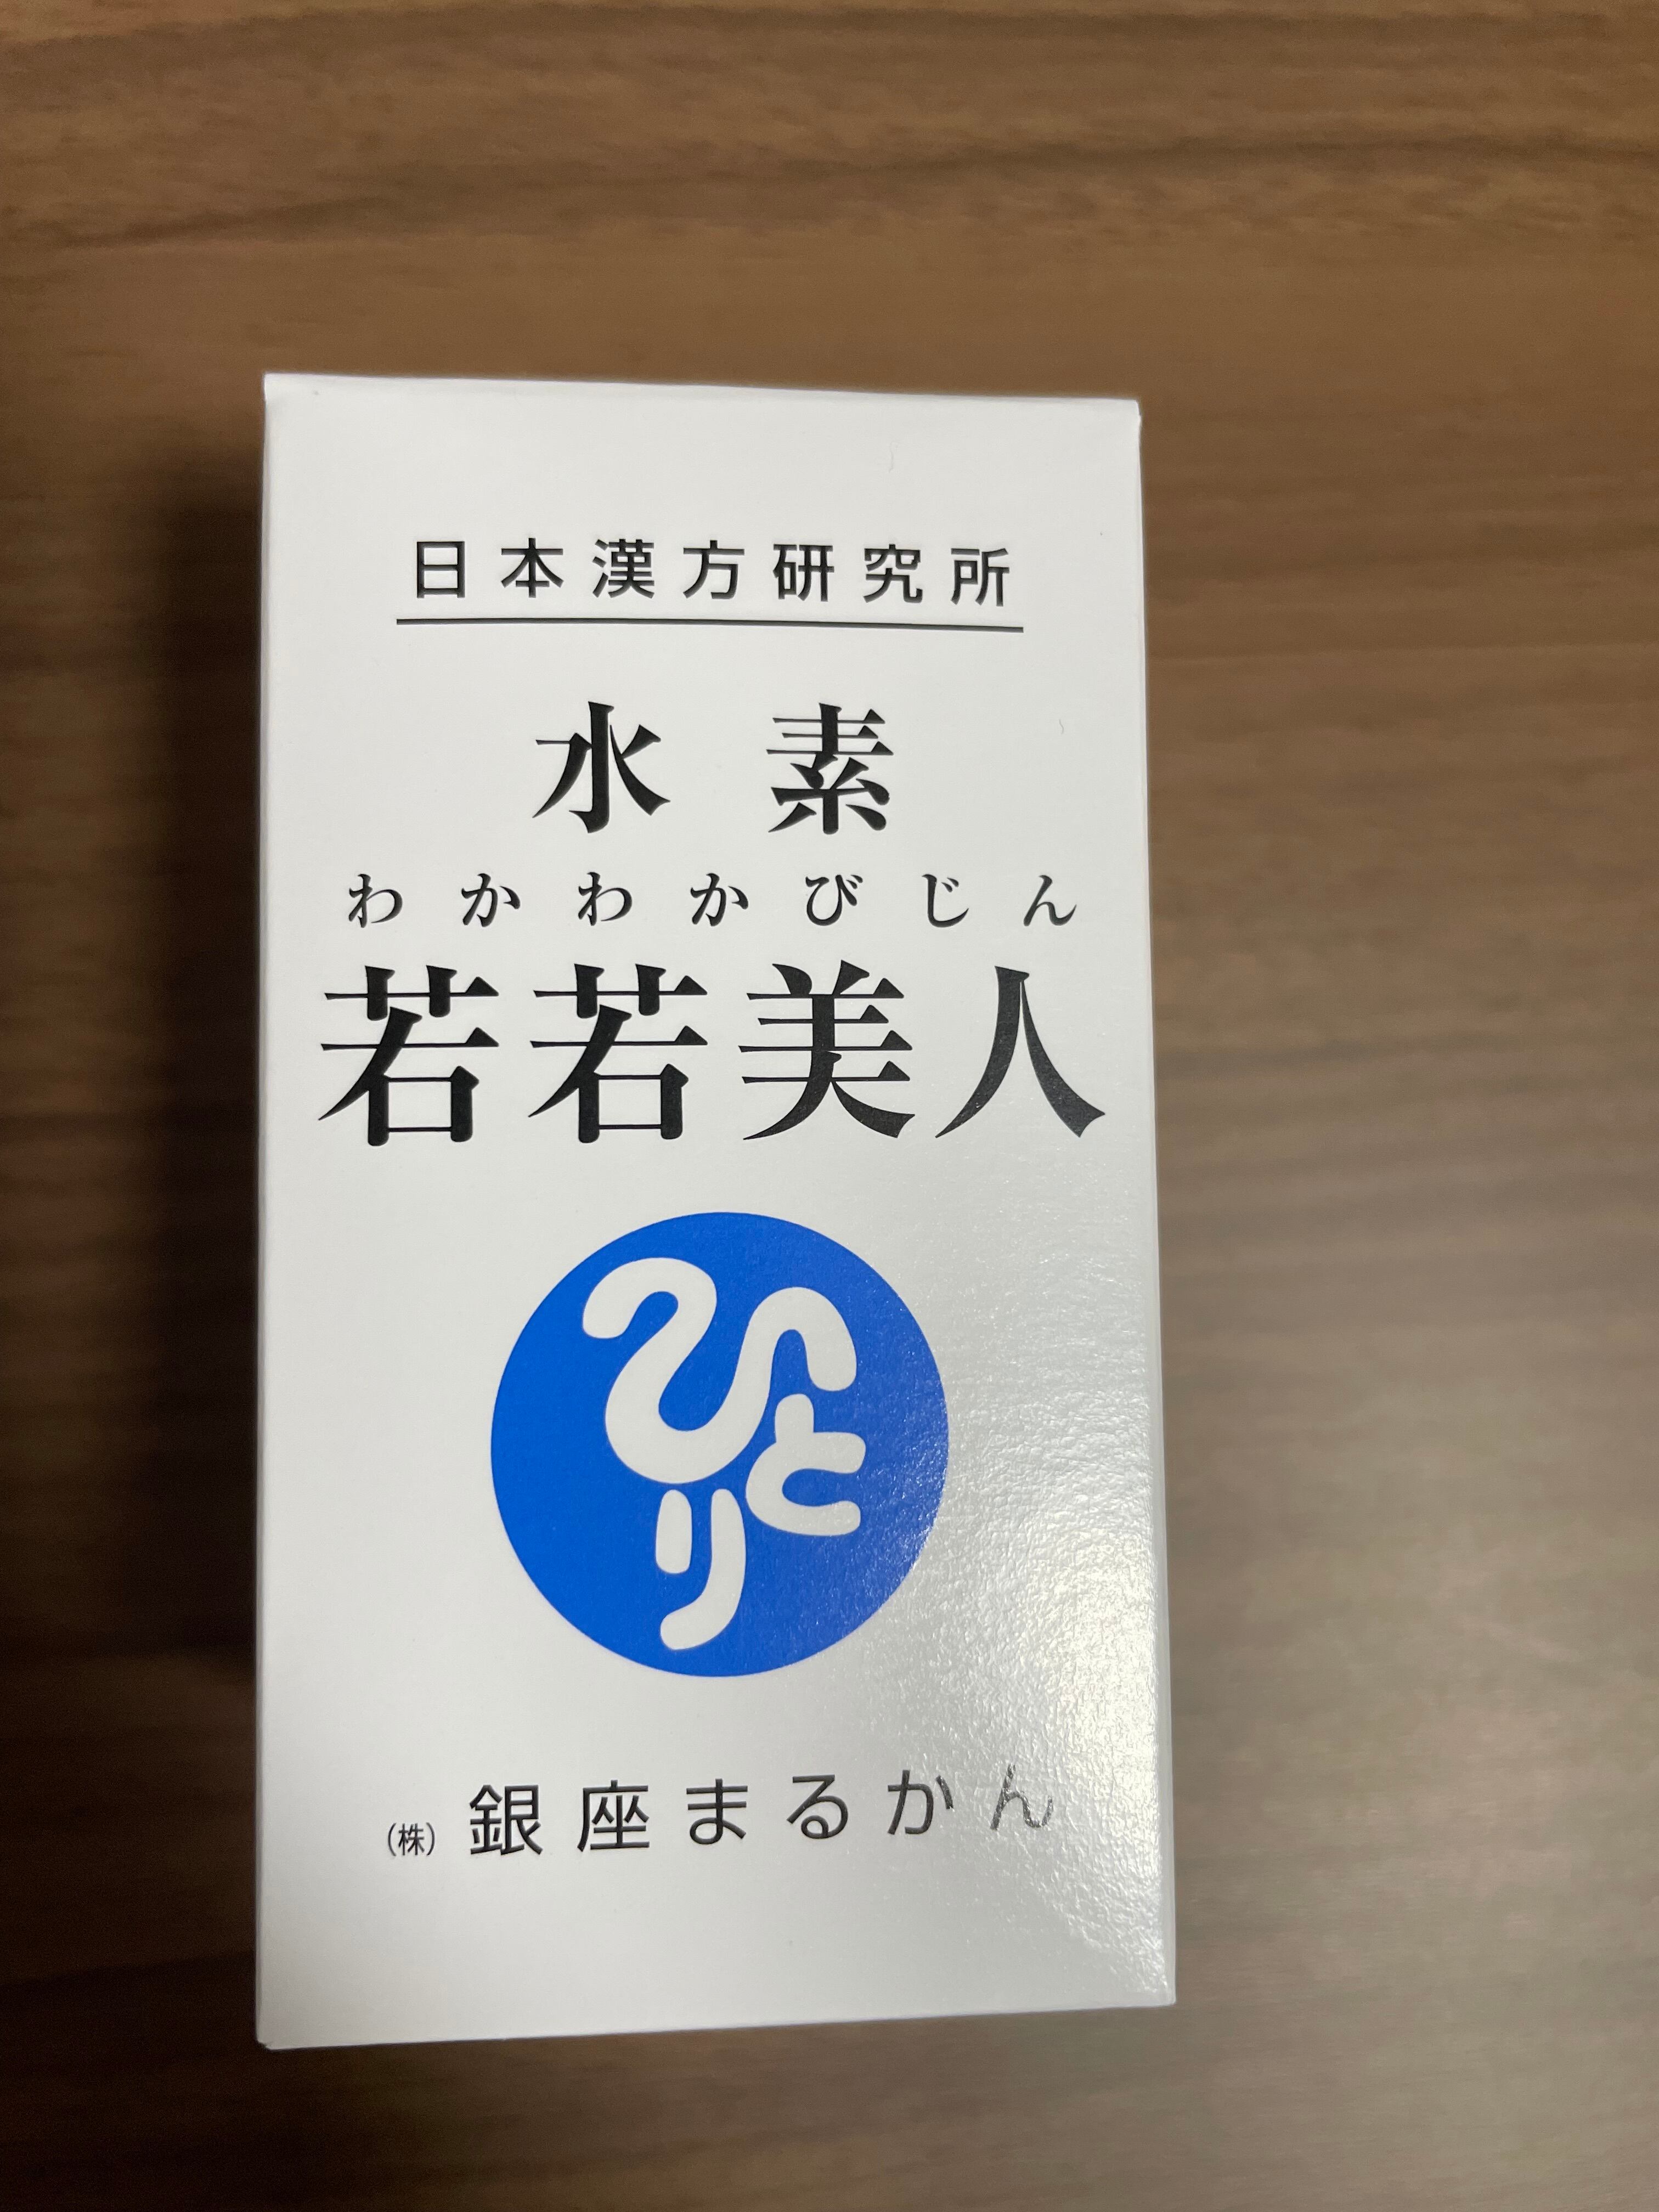 日本漢方研究所
水素
わかわかびじん
若若美人
ひとり
(株)銀座まるかん